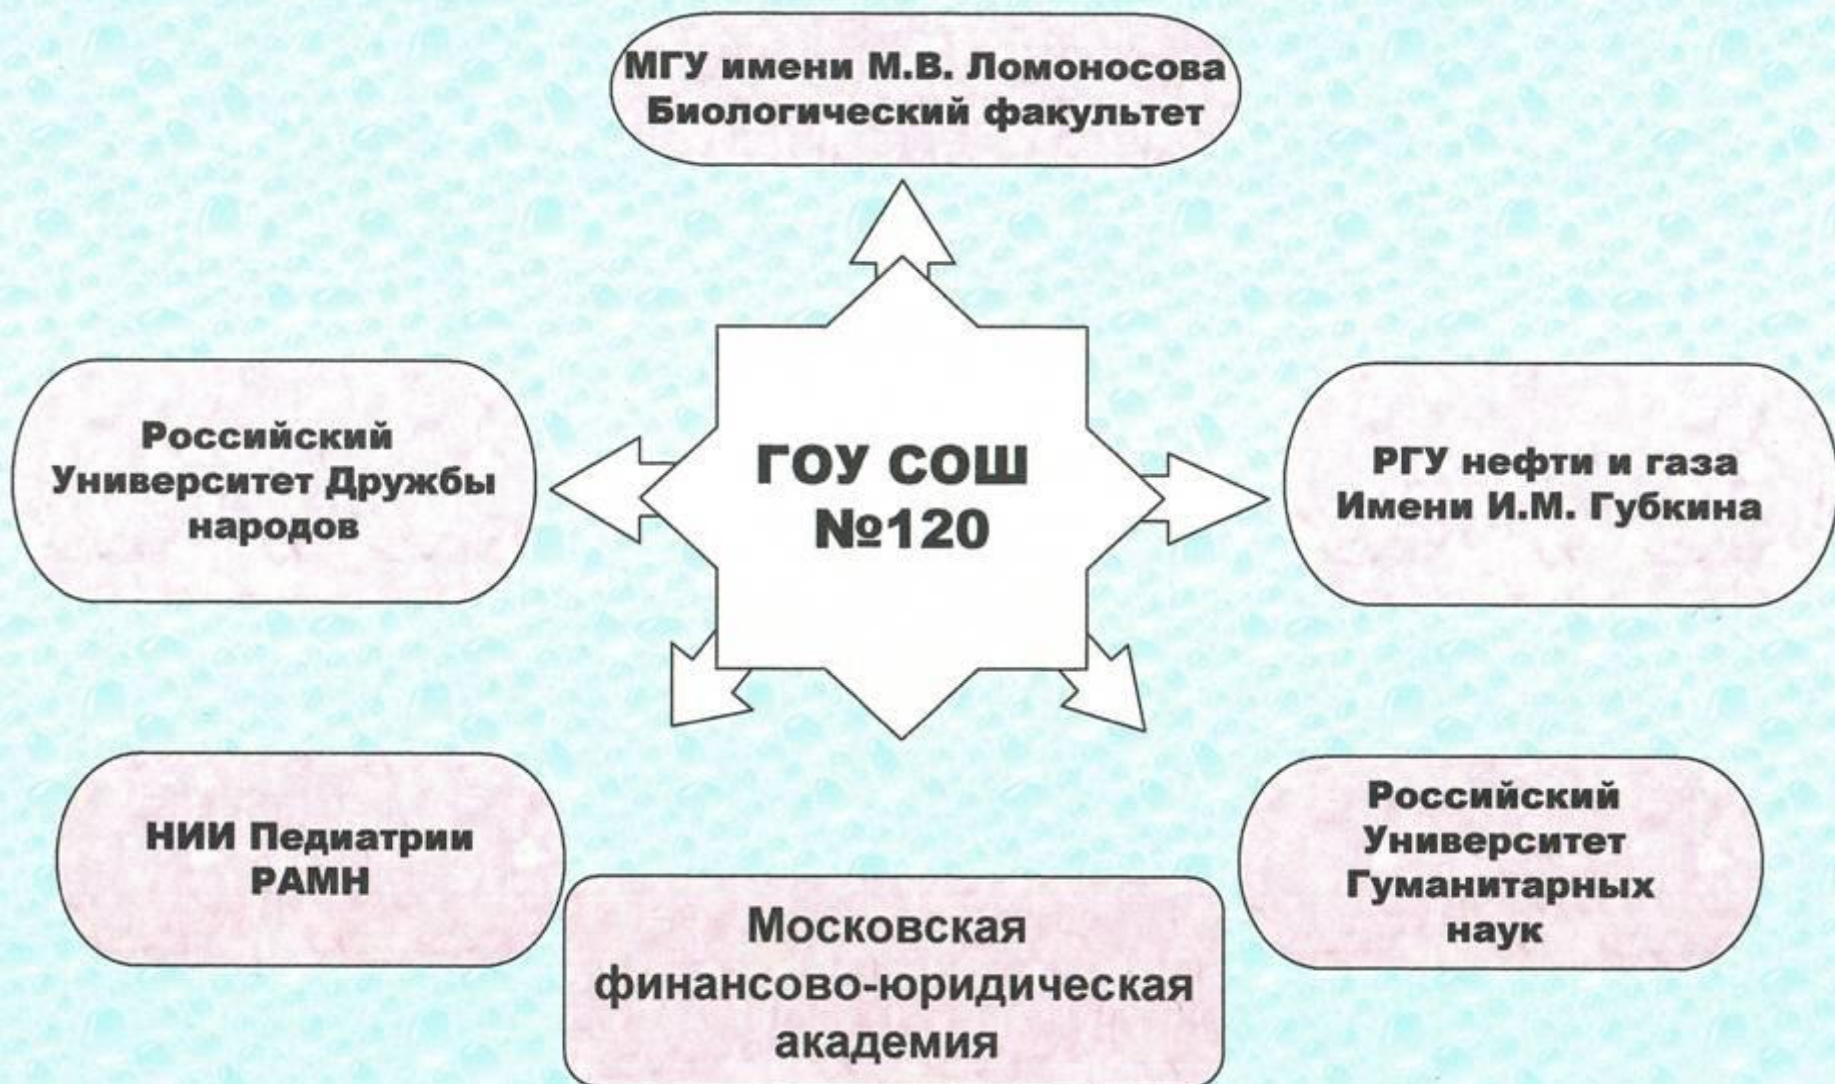 МГУ имени М.В. Ломоносова
Биологический факультет
Российский
Университет Дружбы
народов
ГОУ СОШ
№120
РГУ нефти и газа
Имени И.М. Губкина
НИИ Педиатрии
РАМН
Московская
финансово-юридическая
академия
Российский
Университет
Гуманитарных
наук